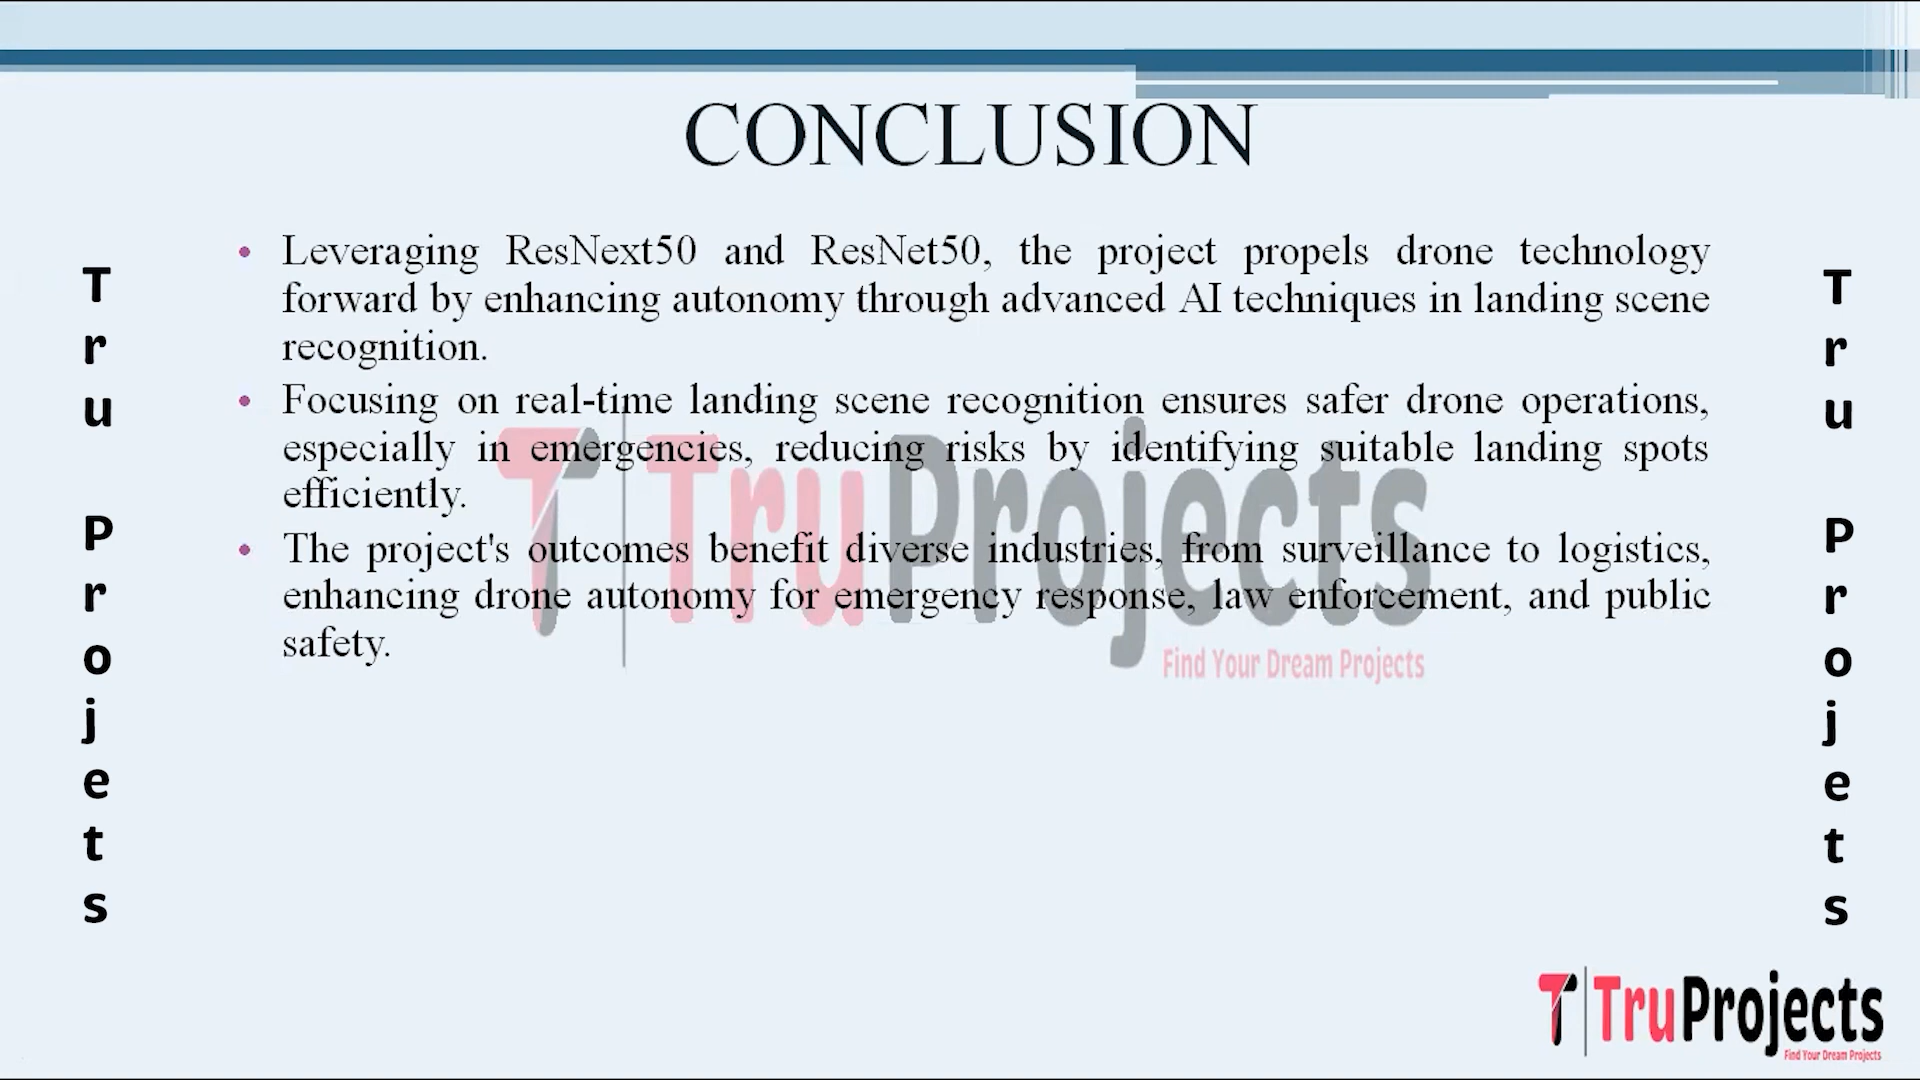 CONCLUSION
• Leveraging ResNext50 and ResNet50, the project propels drone technology
forward by enhancing autonomy through advanced AI techniques in landing scene
recognition.
• Focusing on real-time landing scene recognition ensures safer drone operations,
especially in emergencies, reducing risks by identifying suitable landing spots
efficiently.
• The project's outcomes benefit diverse industries, from surveillance to logistics,
enhancing drone autonomy for emergency response, law enforcement, and public
safety.
Tru Projets
Tru Projets
TruProjects
Find Your Dream Projects
TruProjects
Find Your Dream Projects